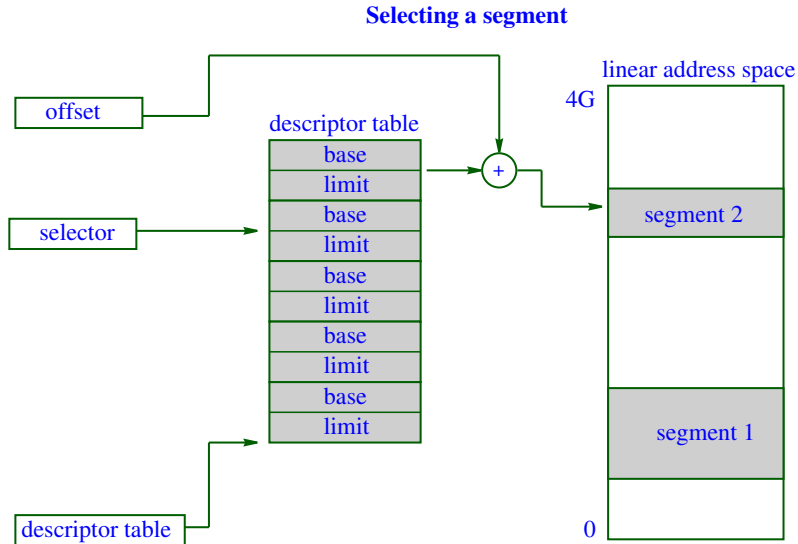 Selecting a segment
linear address space
4G
offset
descriptor table
base
limit
+
base
limit
segment 2
selector
base
limit
base
limit
base
limit
segment 1
descriptor table
0